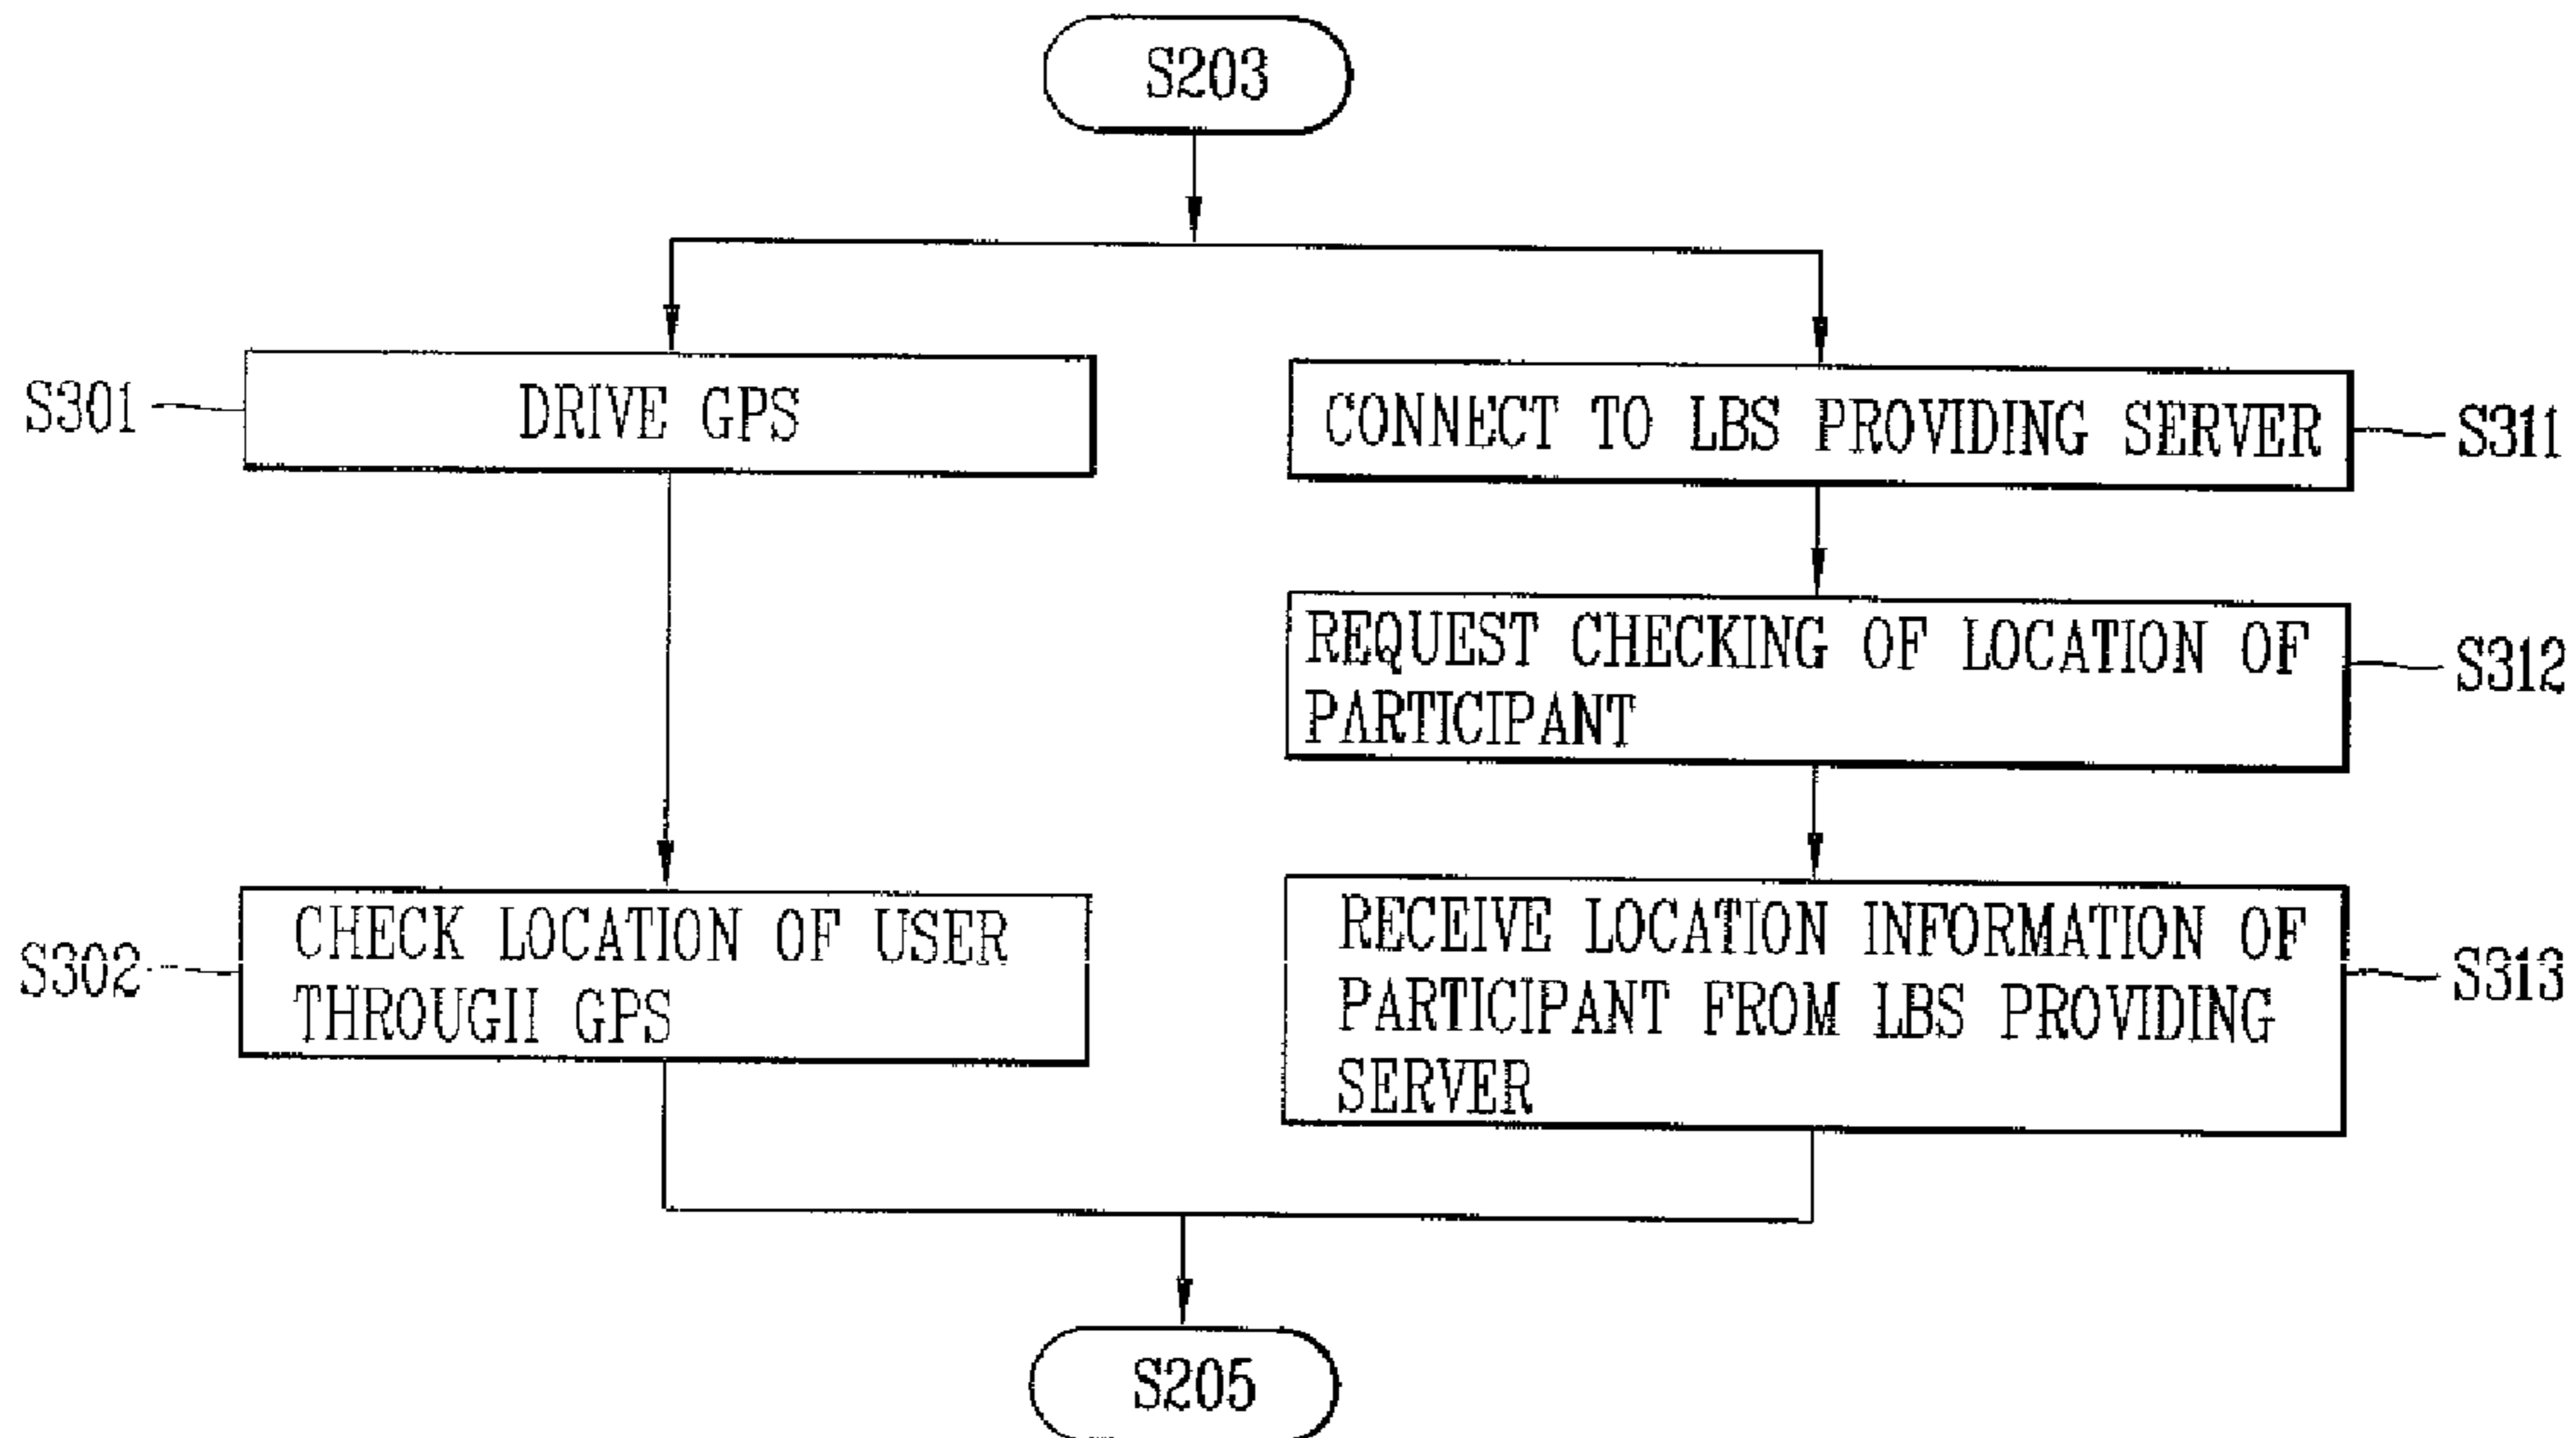 S203
S301
DRIVE GPS
CONNECT TO LBS PROVIDING SERVER
S311
REQUEST CHECKING OF LOCATION OF
PARTICIPANT
S312
S302
CHECK LOCATION OF USER
THROUGH GPS
RECEIVE LOCATION INFORMATION OF
PARTICIPANT FROM LBS PROVIDING
SERVER
S313
S205